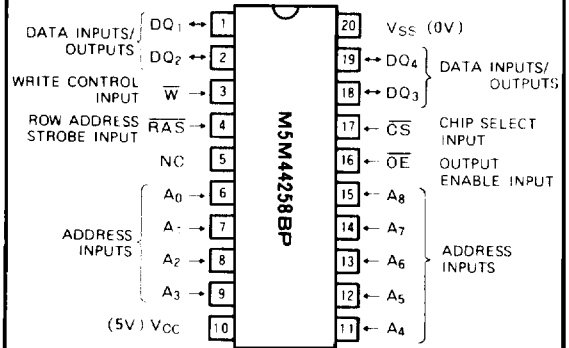 DATA INPUTS/
OUTPUTS
DQ1
1
DQ2
2
WRITE CONTROL
INPUT
W̅
3
ROW ADDRESS
STROBE INPUT
R̅A̅S̅
4
NC
5
ADDRESS
INPUTS
A0
6
A1
7
A2
8
A3
9
(5V) VCC
10
M5M44258BP
20
VSS (0V)
19
DQ4
18
DQ3
DATA INPUTS/
OUTPUTS
17
C̅S̅
CHIP SELECT
INPUT
16
O̅E̅
OUTPUT
ENABLE INPUT
15
A8
14
A7
13
A6
12
A5
11
A4
ADDRESS
INPUTS